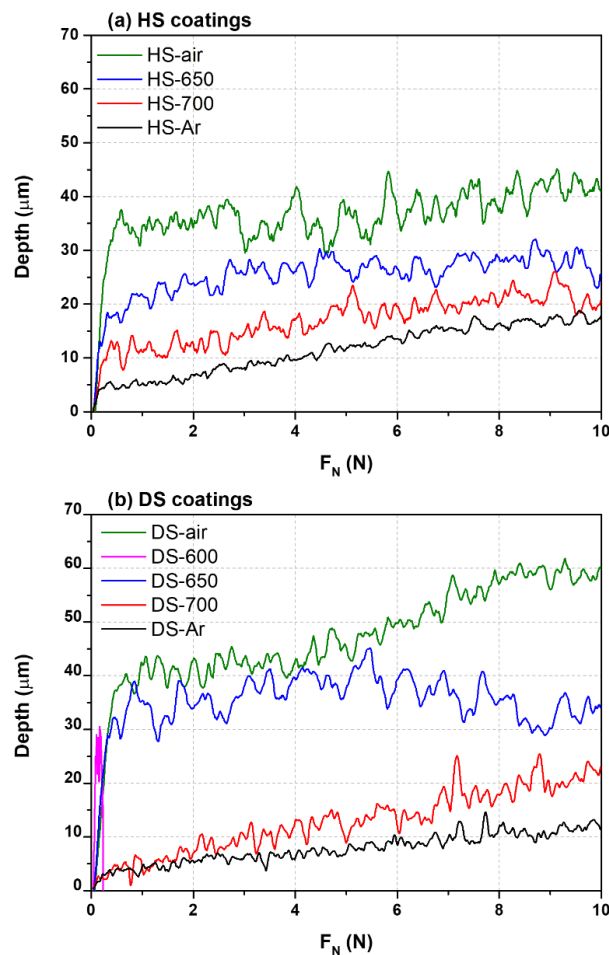 (a) HS coatings
70
60
50
40
30
20
10
0
Depth (μm)
HS-air
HS-650
HS-700
HS-Ar
0 2 4 6 8 10
F_N (N)
(b) DS coatings
70
60
50
40
30
20
10
0
Depth (μm)
DS-air
DS-600
DS-650
DS-700
DS-Ar
0 2 4 6 8 10
F_N (N)